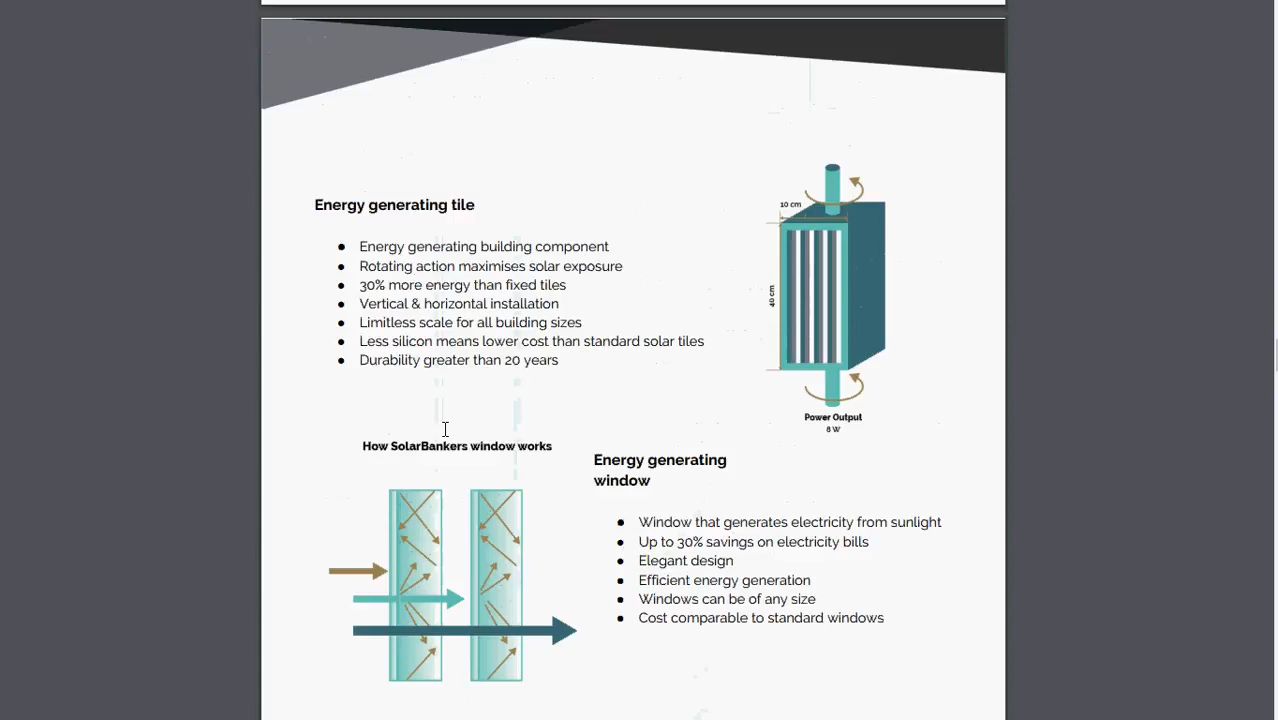 Energy generating tile
● Energy generating building component
● Rotating action maximises solar exposure
● 30% more energy than fixed tiles
● Vertical & horizontal installation
● Limitless scale for all building sizes
● Less silicon means lower cost than standard solar tiles
● Durability greater than 20 years
10 cm
40 cm
Power Output
8 W
How SolarBankers window works
Energy generating
window
● Window that generates electricity from sunlight
● Up to 30% savings on electricity bills
● Elegant design
● Efficient energy generation
● Windows can be of any size
● Cost comparable to standard windows